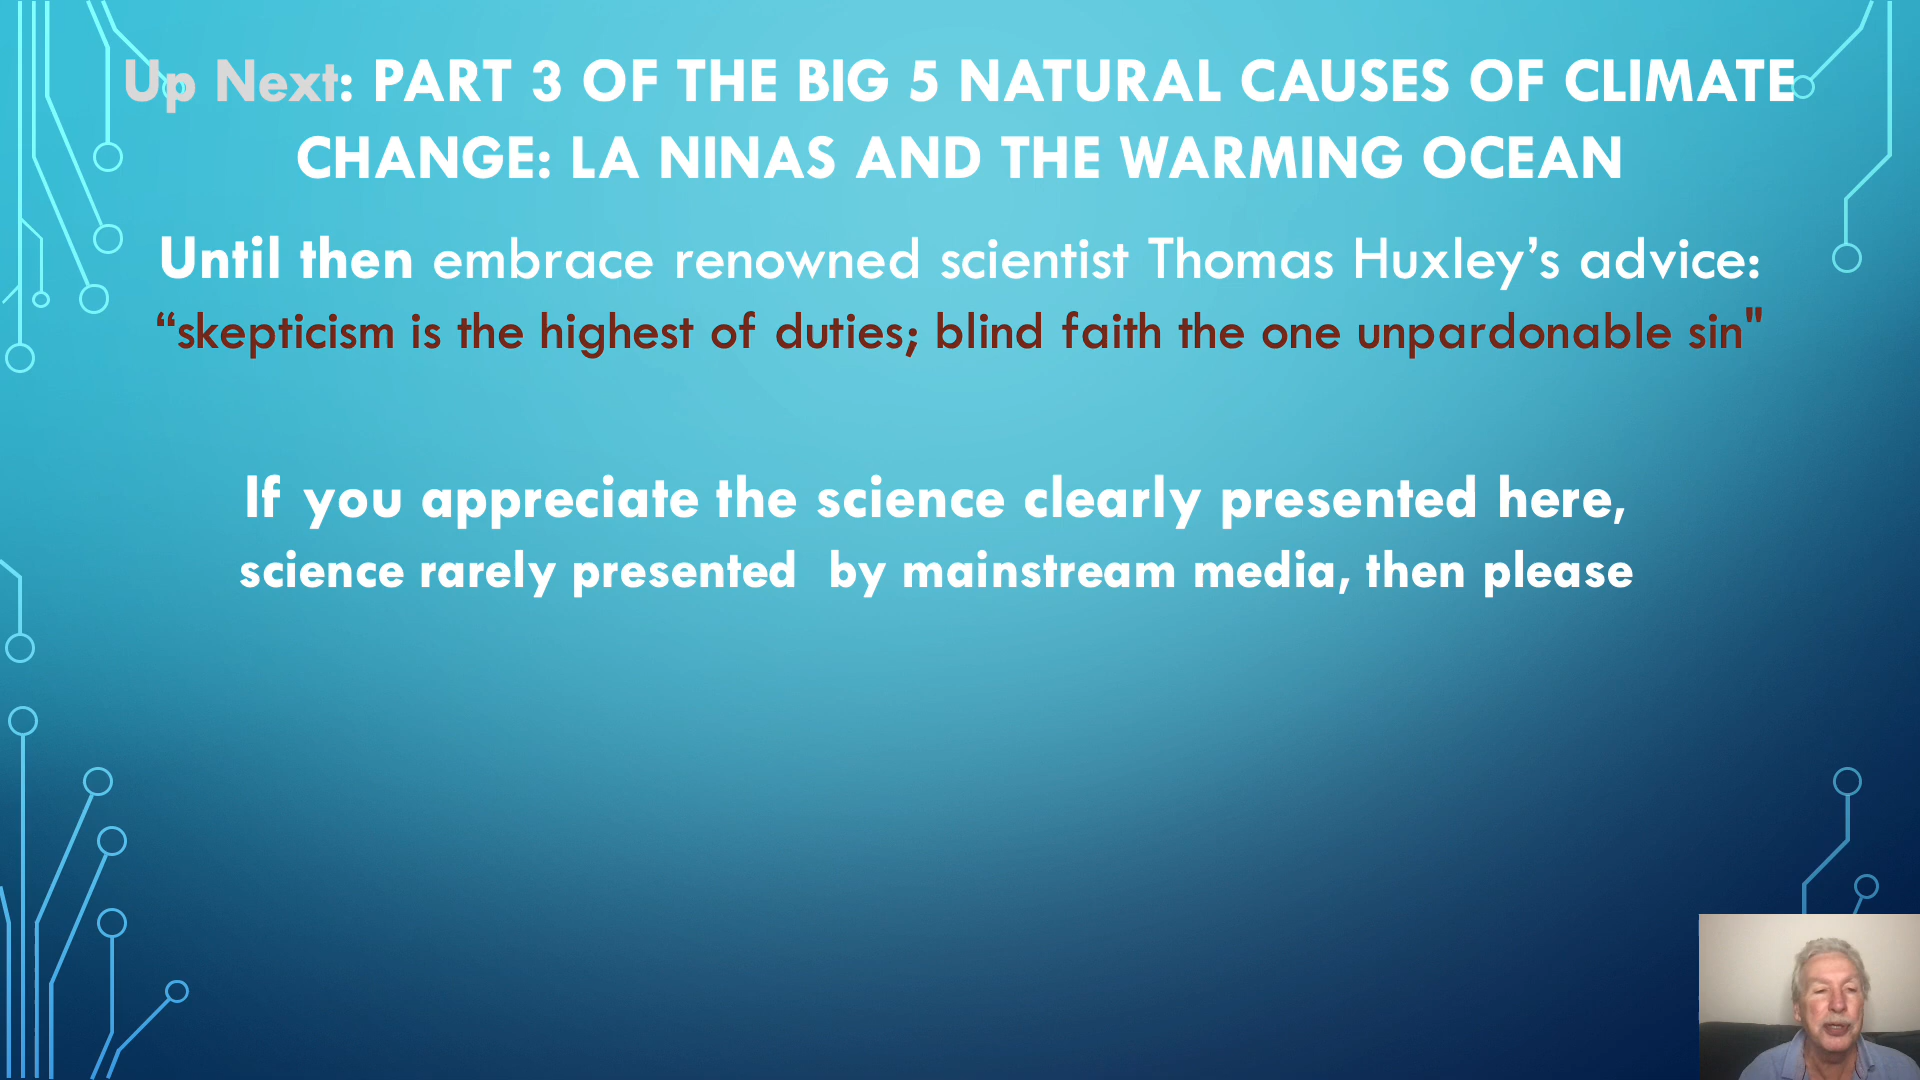 Up Next: PART 3 OF THE BIG 5 NATURAL CAUSES OF CLIMATE
CHANGE: LA NINAS AND THE WARMING OCEAN
Until then embrace renowned scientist Thomas Huxley’s advice:
“skepticism is the highest of duties; blind faith the one unpardonable sin"
If you appreciate the science clearly presented here,
science rarely presented  by mainstream media, then please